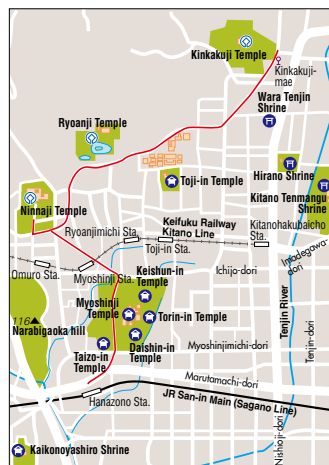 Kinkakuji Temple
Kinkakuji-
mae
Wara Tenjin
Shrine
Ryoanji Temple
Toji-in Temple
Hirano Shrine
Kitano Tenmangu
Shrine
Ninnaji Temple
Keifuku Railway
Kitano Line
Kitanohakubaicho
Sta.
Ryoanjimichi Sta.
Toji-in Sta.
Imadegawa-
dori
Omuro Sta.
Myoshinji Sta.
Keishun-in
Temple
Ichijo-dori
116
Narabigaoka hill
Myoshinji
Temple
Torin-in Temple
Daishin-in
Temple
Taizo-in
Temple
Myoshinjimichi-dori
Tenjin River
Tenjin-dori
Marutamachi-dori
Hanazono Sta.
JR San-in Main (Sagano Line)
Nishioji-dori
Kaikonoyashiro Shrine